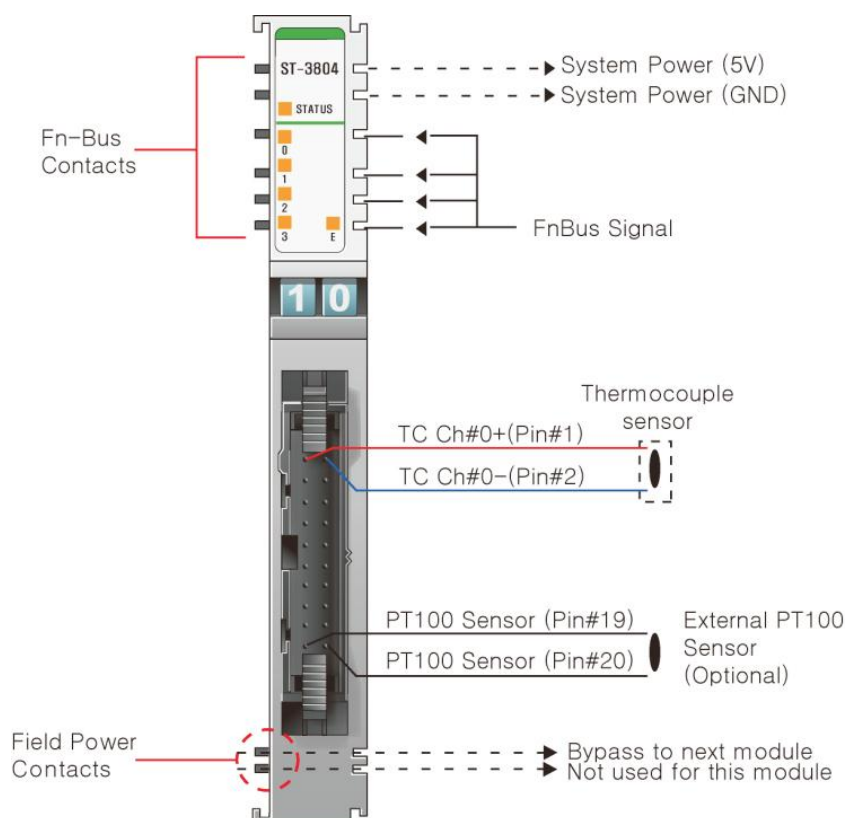 ST-3804
STATUS
0
1
2
3 E
1 0
Fn-Bus
Contacts
System Power (5V)
System Power (GND)
FnBus Signal
Thermocouple
sensor
TC Ch#0+(Pin#1)
TC Ch#0-(Pin#2)
PT100 Sensor (Pin#19)
PT100 Sensor (Pin#20)
External PT100
Sensor
(Optional)
Field Power
Contacts
Bypass to next module
Not used for this module